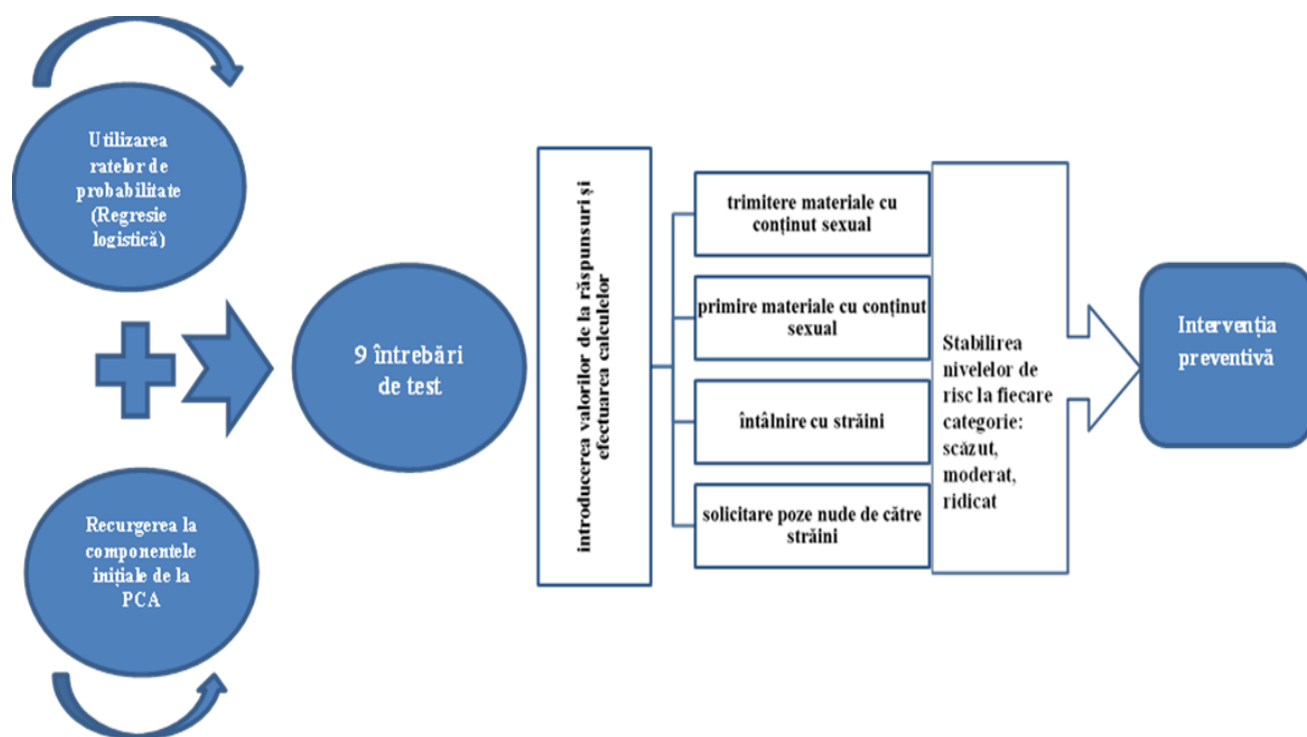 Utilizarea
ratelor de
probabilitate
(Regresie
logistică)
Recurgerea la
componentele
inițiale de la
PCA
9 întrebări
de test
introducerea valorilor de la răspunsuri și
efectuarea calculelor
trimitere materiale cu
conținut sexual
primire materiale cu conținut
sexual
întâlnire cu străini
solicitare poze nude de către
străini
Stabilirea
nivelelor de
risc la fiecare
categorie:
scăzut,
moderat,
ridicat
Intervenția
preventivă